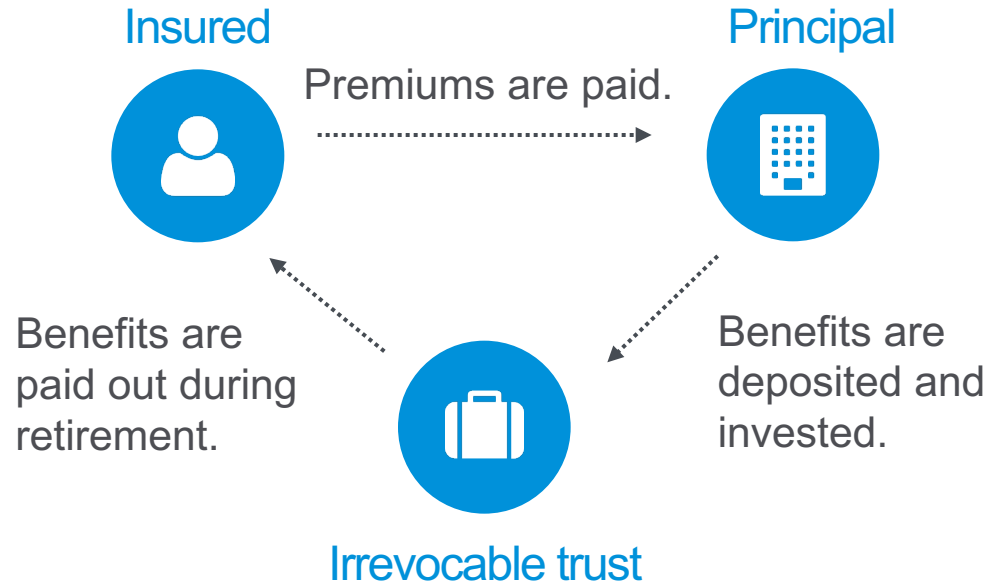 Insured
Principal
Premiums are paid.
Benefits are
paid out during
retirement.
Benefits are
deposited and
invested.
Irrevocable trust